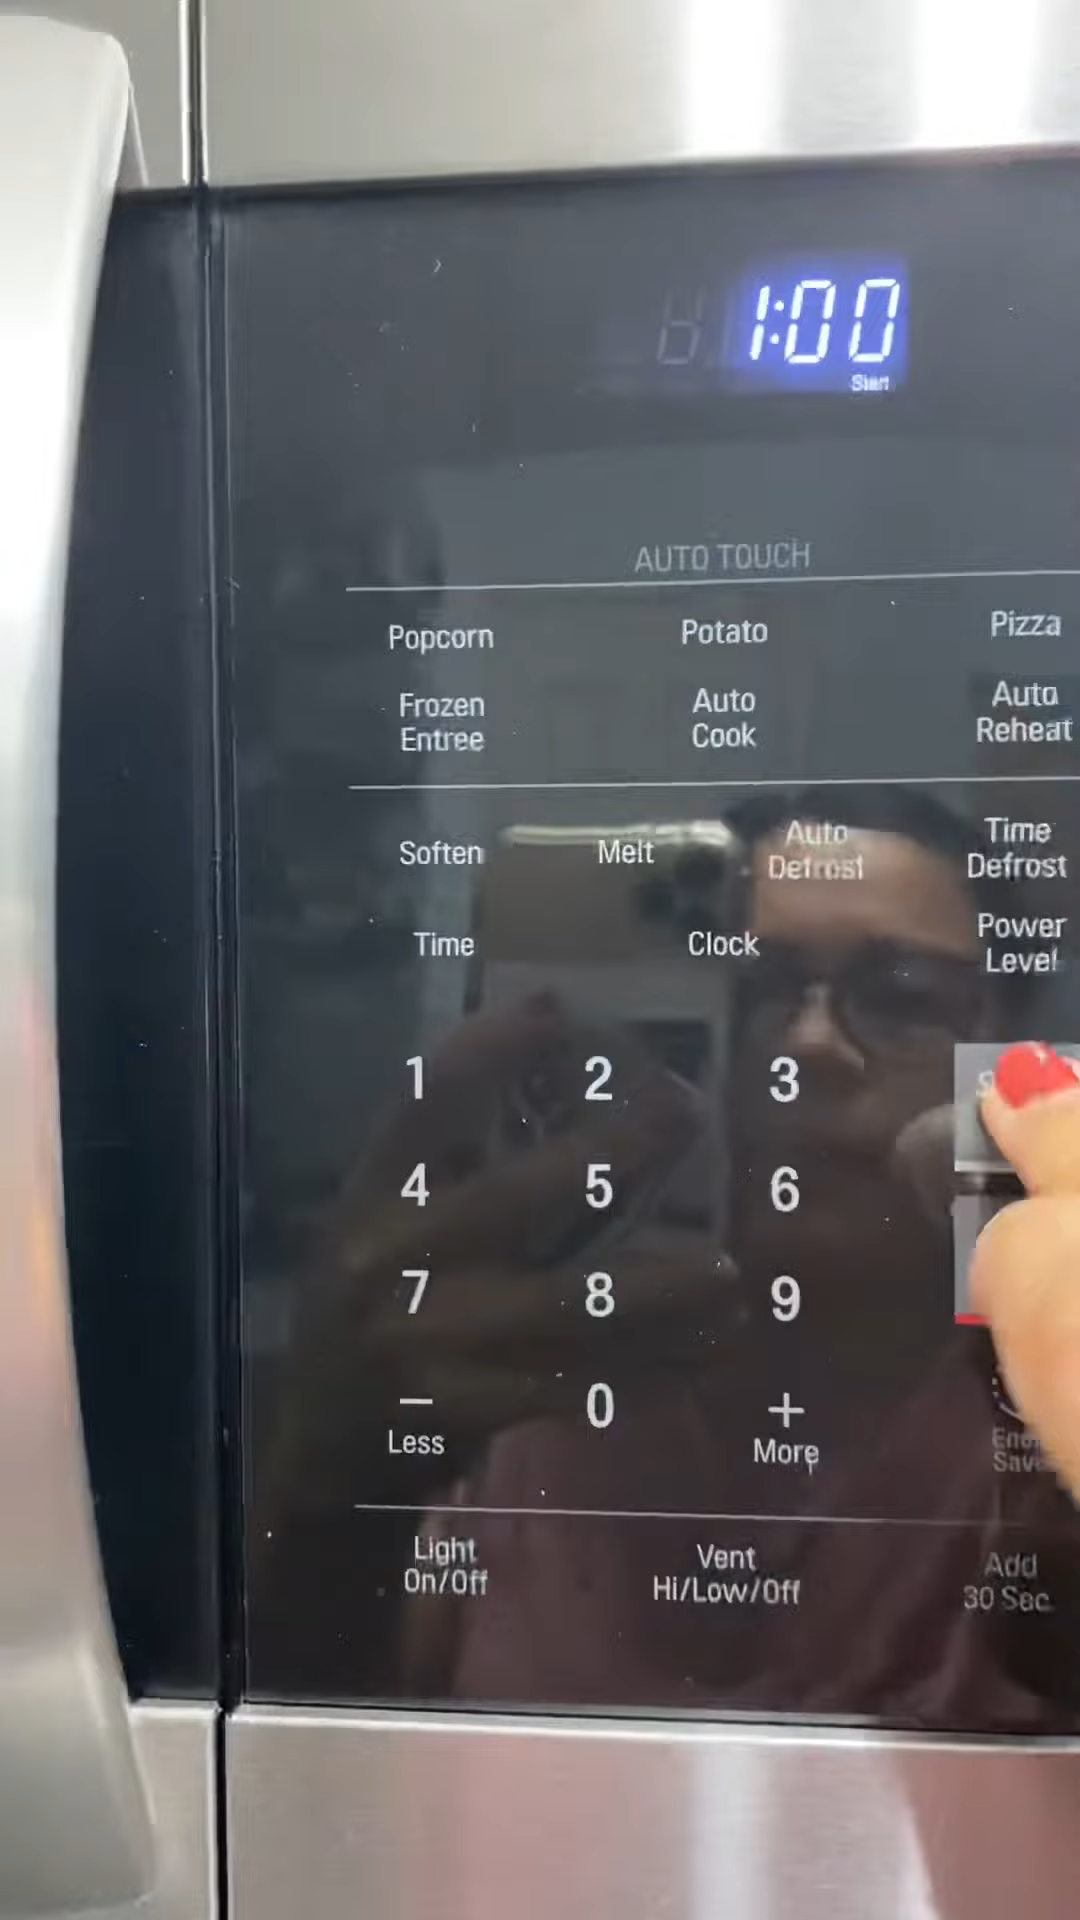 1:00
Start
AUTO TOUCH
Popcorn Potato Pizza
Frozen Entree
Auto Cook
Auto Reheat
Soften Melt
Auto Defrost
Time Defrost
Time Clock
Power Level
1 2 3
4 5 6
7 8 9
— 0 +
Less More
Light On/Off
Vent Hi/Low/Off
Add 30 Sec